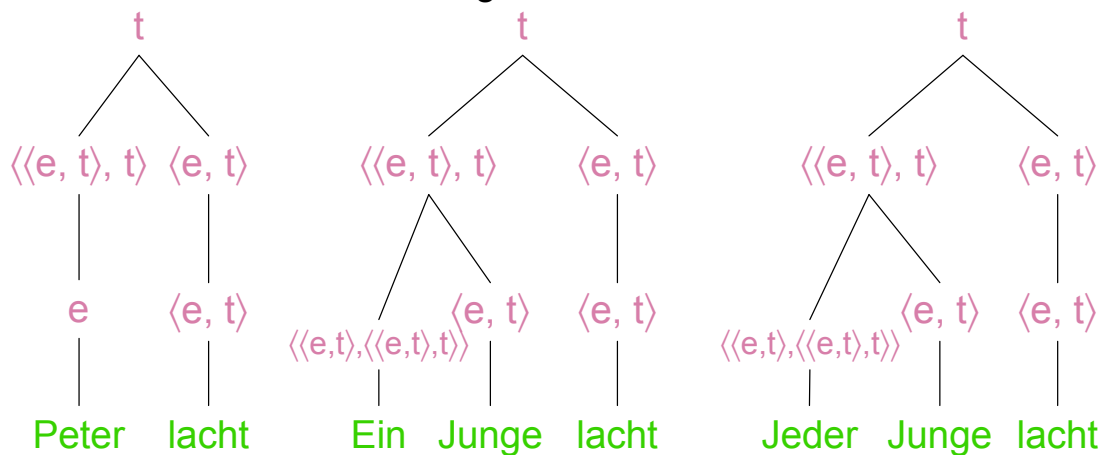 t t t
⟨⟨e, t⟩, t⟩ ⟨e, t⟩ ⟨⟨e, t⟩, t⟩ ⟨e, t⟩ ⟨⟨e, t⟩, t⟩ ⟨e, t⟩
e ⟨e, t⟩ ⟨e, t⟩ ⟨e, t⟩ ⟨e, t⟩ ⟨e, t⟩
⟨⟨e,t⟩,⟨⟨e,t⟩,t⟩⟩ ⟨⟨e,t⟩,⟨⟨e,t⟩,t⟩⟩
Peter lacht Ein Junge lacht Jeder Junge lacht